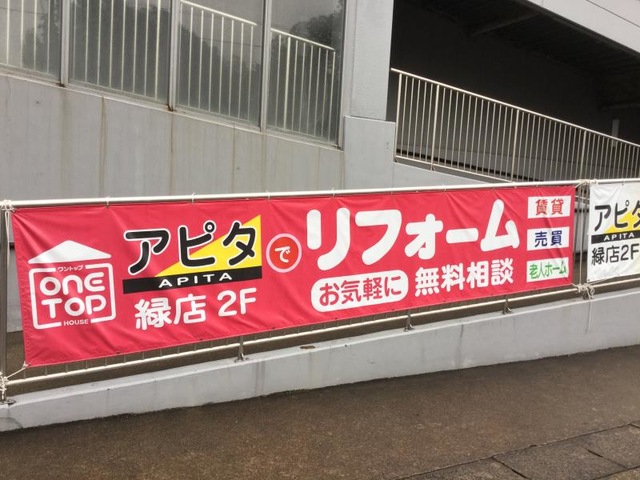 ワントップ
one
TOP
HOUSE
アピタ
APITA
緑店 2F
で
リフォーム
お気軽に 無料相談
賃貸
売買
老人ホーム
アピタ
APITA
緑店 2F